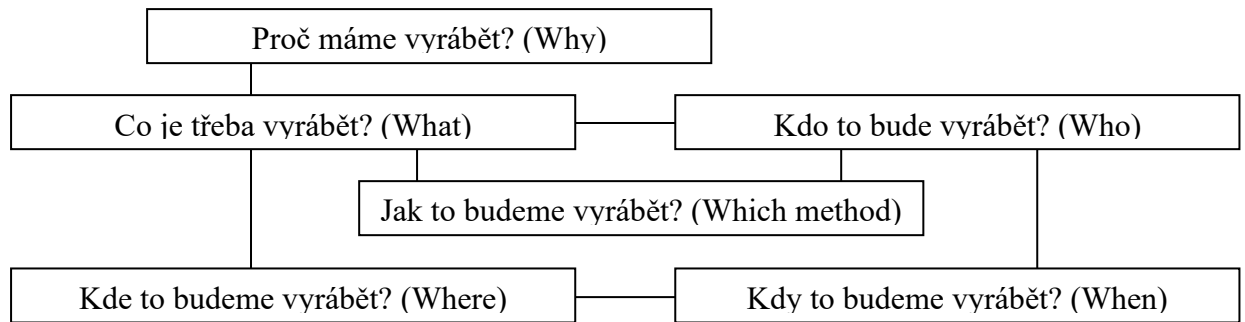 Proč máme vyrábět? (Why)
Co je třeba vyrábět? (What)
Kdo to bude vyrábět? (Who)
Jak to budeme vyrábět? (Which method)
Kde to budeme vyrábět? (Where)
Kdy to budeme vyrábět? (When)